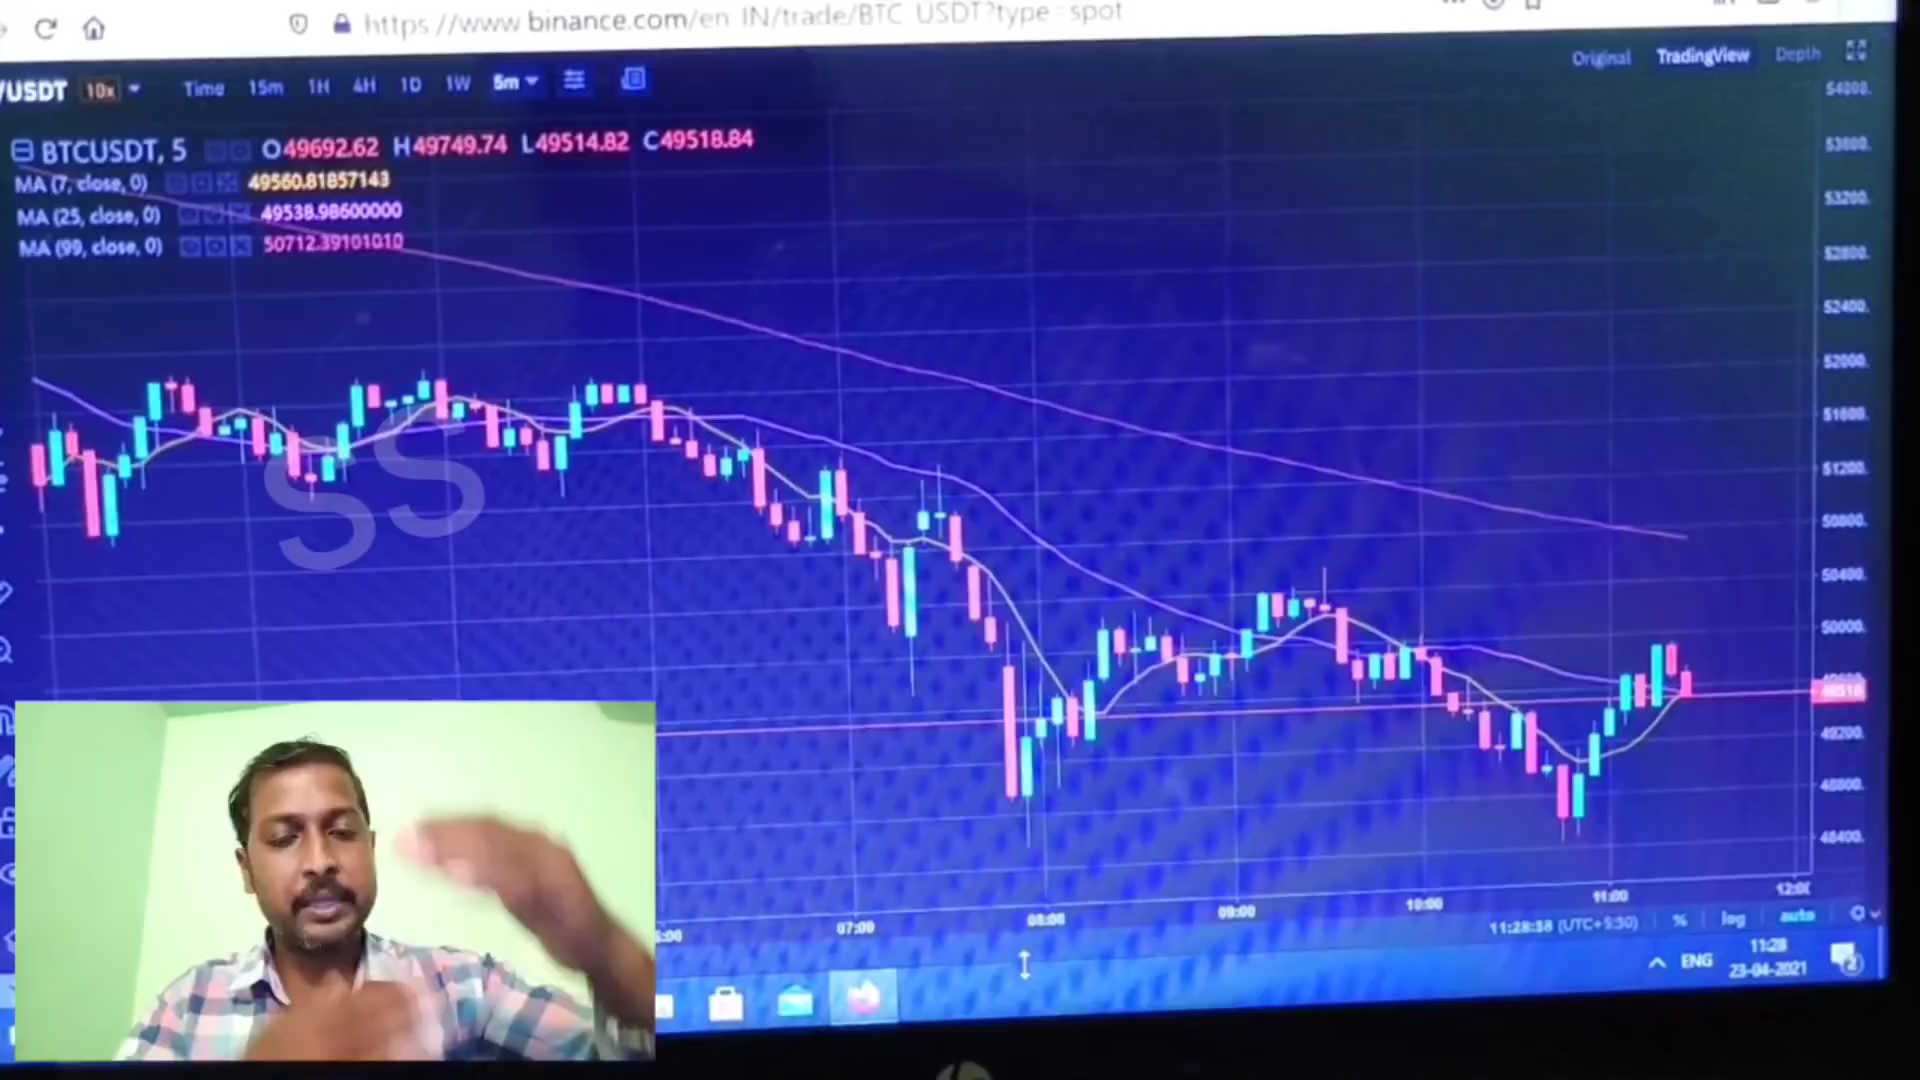 https://www.binance.com/en_IN/trade/BTC_USDT?type=spot
/USDT 10x Time 15m 1H 4H 1D 1W 5m Original TradingView Depth
BTCUSDT, 5 O49692.62 H49749.74 L49514.82 C49518.84
MA (7, close, 0) 49560.81857143
MA (25, close, 0) 49538.98600000
MA (99, close, 0) 50712.39101010
54000.
53600.
53200.
52800.
52400.
52000.
51600.
51200.
50800.
50400.
50000.
49518
49200.
48800.
48400.
SS
07:00 08:00 09:00 10:00 11:00
11:28:38 (UTC+5:30) % log auto
ENG 11:28
23-04-2021
2